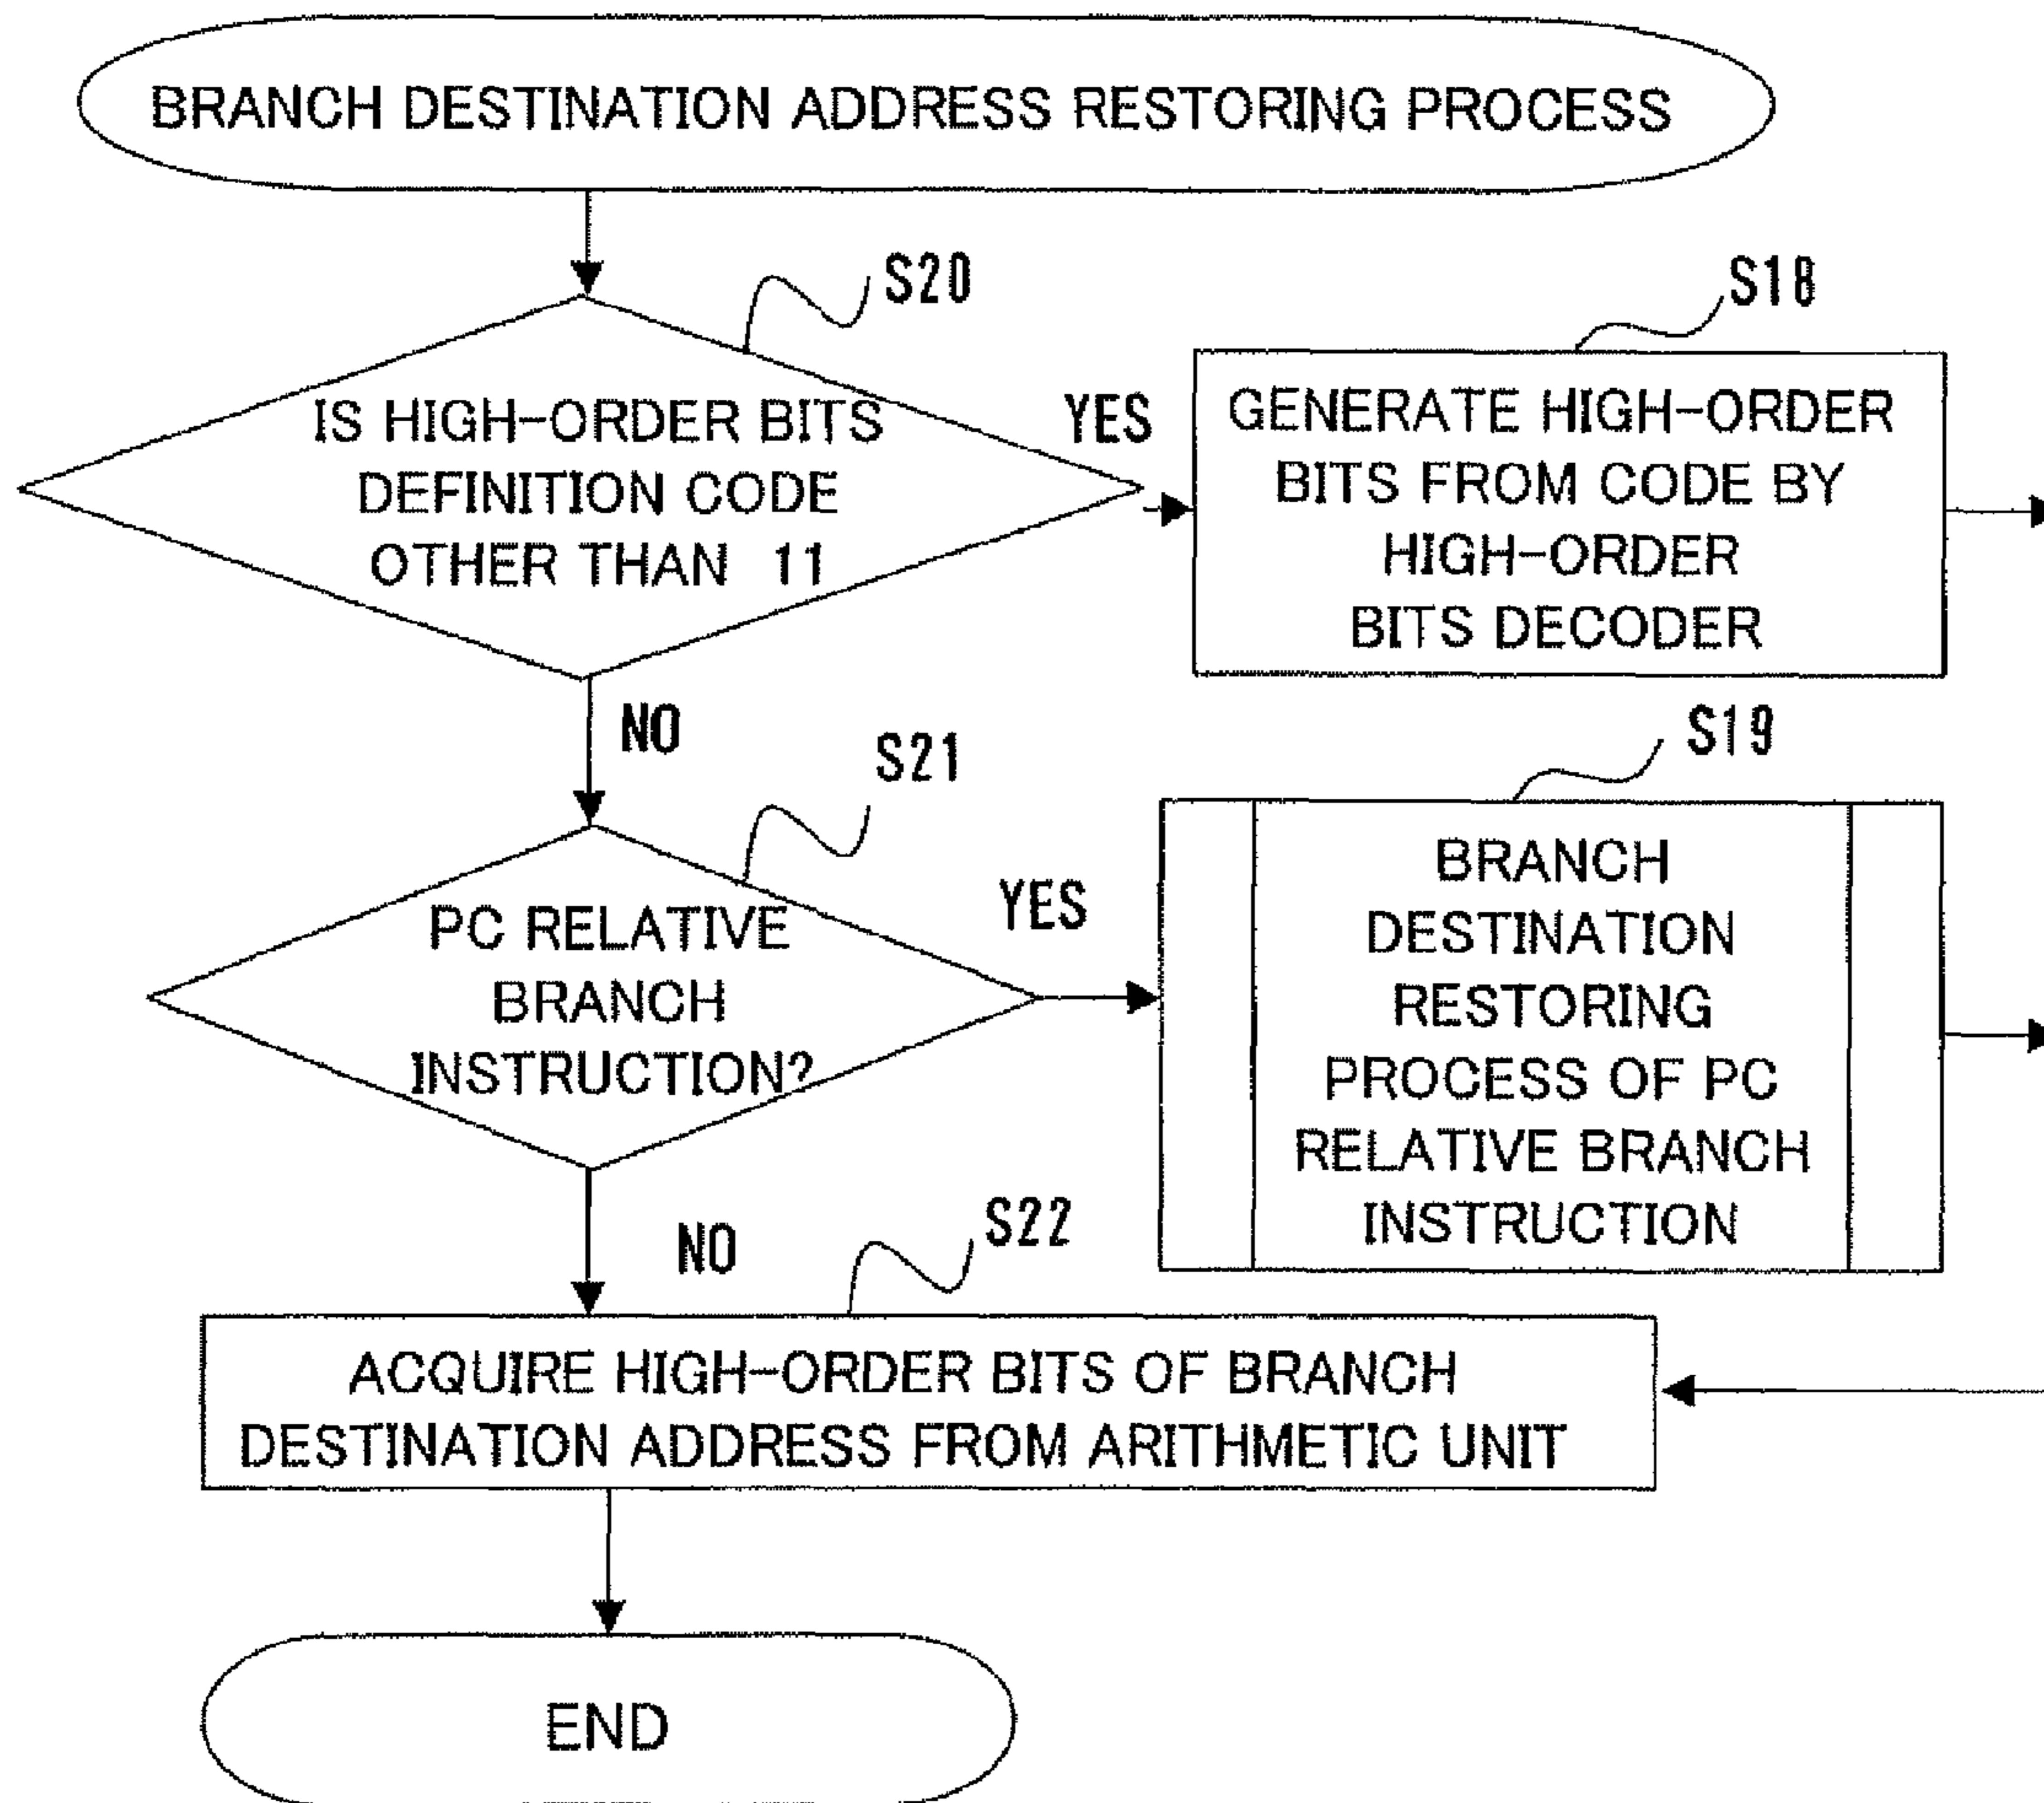 BRANCH DESTINATION ADDRESS RESTORING PROCESS
S20
IS HIGH-ORDER BITS
DEFINITION CODE
OTHER THAN 11
YES
S18
GENERATE HIGH-ORDER
BITS FROM CODE BY
HIGH-ORDER
BITS DECODER
NO
S21
PC RELATIVE
BRANCH
INSTRUCTION?
YES
S19
BRANCH
DESTINATION
RESTORING
PROCESS OF PC
RELATIVE BRANCH
INSTRUCTION
NO
S22
ACQUIRE HIGH-ORDER BITS OF BRANCH
DESTINATION ADDRESS FROM ARITHMETIC UNIT
END